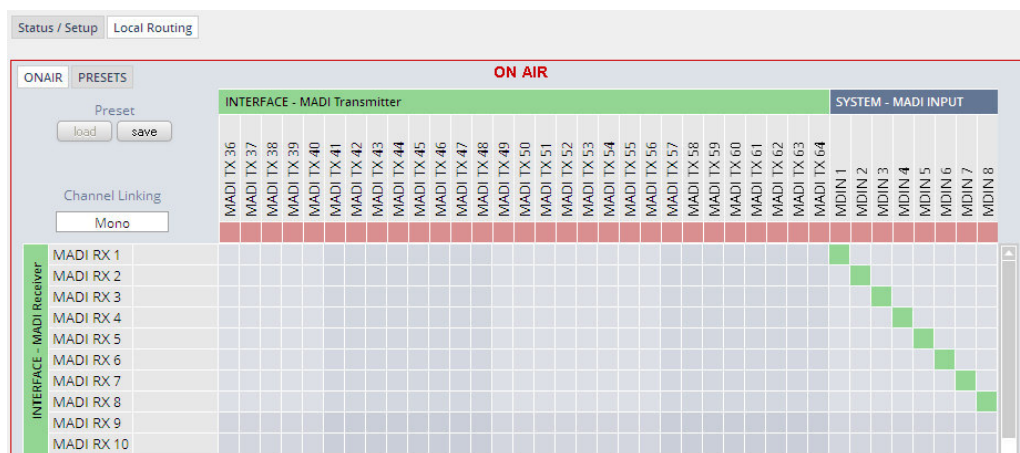 Status / Setup Local Routing
ON AIR
ONAIR PRESETS
Preset
load save
Channel Linking
Mono
INTERFACE - MADI Transmitter SYSTEM - MADI INPUT
MADI TX 36
MADI TX 37
MADI TX 38
MADI TX 39
MADI TX 40
MADI TX 41
MADI TX 42
MADI TX 43
MADI TX 44
MADI TX 45
MADI TX 46
MADI TX 47
MADI TX 48
MADI TX 49
MADI TX 50
MADI TX 51
MADI TX 52
MADI TX 53
MADI TX 54
MADI TX 55
MADI TX 56
MADI TX 57
MADI TX 58
MADI TX 59
MADI TX 60
MADI TX 61
MADI TX 62
MADI TX 63
MADI TX 64
MDIN 1
MDIN 2
MDIN 3
MDIN 4
MDIN 5
MDIN 6
MDIN 7
MDIN 8
INTERFACE - MADI Receiver
MADI RX 1
MADI RX 2
MADI RX 3
MADI RX 4
MADI RX 5
MADI RX 6
MADI RX 7
MADI RX 8
MADI RX 9
MADI RX 10